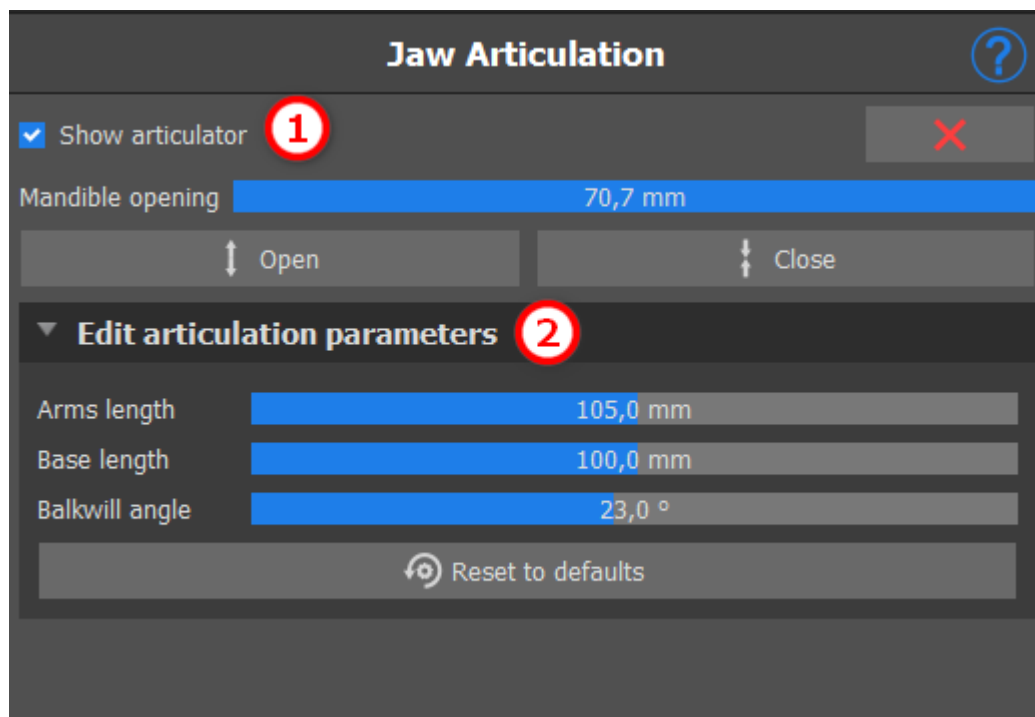 Jaw Articulation ?
Show articulator 1
Mandible opening 70,7 mm
Open Close
Edit articulation parameters 2
Arms length 105,0 mm
Base length 100,0 mm
Balkwill angle 23,0 º
Reset to defaults